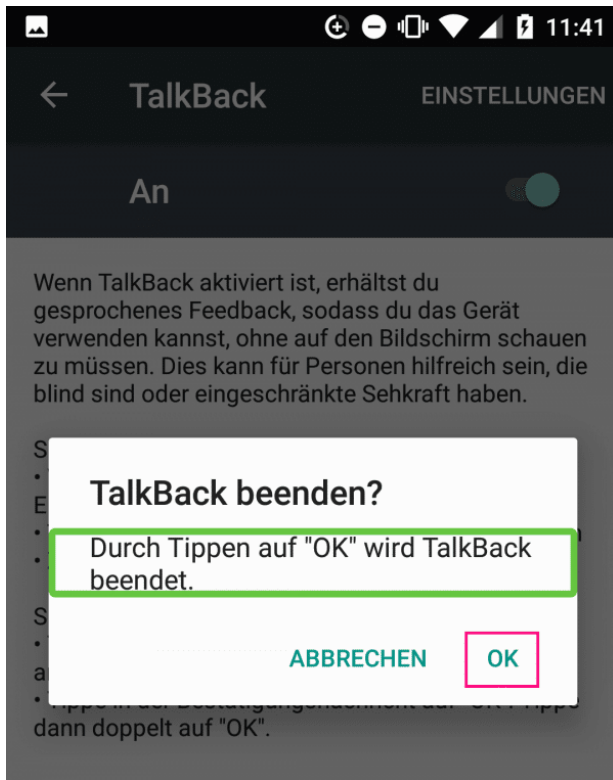 11:41
TalkBack
EINSTELLUNGEN
An
Wenn TalkBack aktiviert ist, erhältst du
gesprochenes Feedback, sodass du das Gerät
verwenden kannst, ohne auf den Bildschirm schauen
zu müssen. Dies kann für Personen hilfreich sein, die
blind sind oder eingeschränkte Sehkraft haben.
TalkBack beenden?
Durch Tippen auf "OK" wird TalkBack
beendet.
ABBRECHEN
OK
dann doppelt auf "OK".